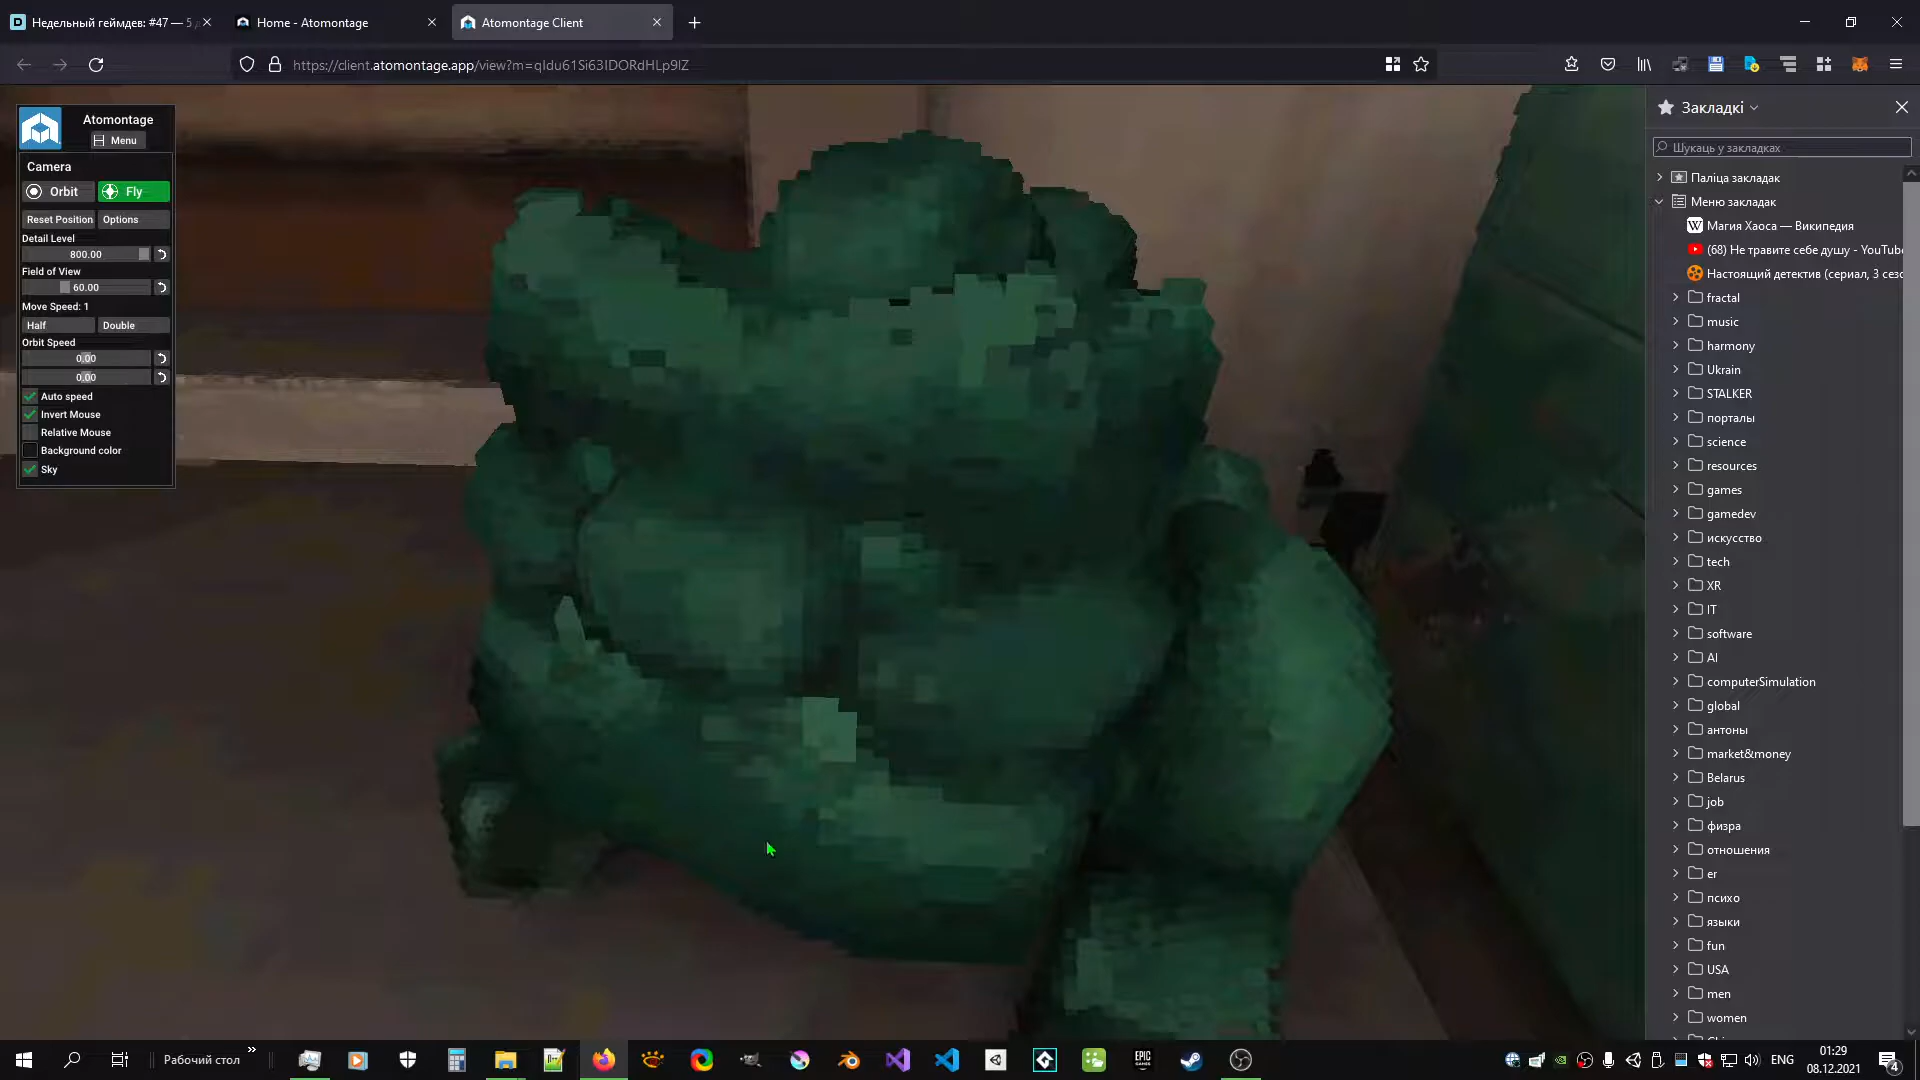 Недельный геймдев: #47 — 5
Home - Atomontage
Atomontage Client
https://client.atomontage.app/view?m=qIdu61Si63IDORdHLp9lZ
Atomontage
Menu
Camera
Orbit
Fly
Reset Position
Options
Detail Level
800.00
Field of View
60.00
Move Speed: 1
Half
Double
Orbit Speed
0.00
0.00
Auto speed
Invert Mouse
Relative Mouse
Background color
Sky
Закладкі
Шукаць у закладках
Паліца закладак
Меню закладак
Магия Хаоса — Википедия
(68) Не травите себе душу - YouTube
Настоящий детектив (сериал, 3 сезо
fractal
music
harmony
Ukrain
STALKER
порталы
science
resources
games
gamedev
искусство
tech
XR
IT
software
AI
computerSimulation
global
антоны
market&money
Belarus
job
физра
отношения
er
психо
языки
fun
USA
men
women
Рабочий стол
ENG
01:29
08.12.2021
4